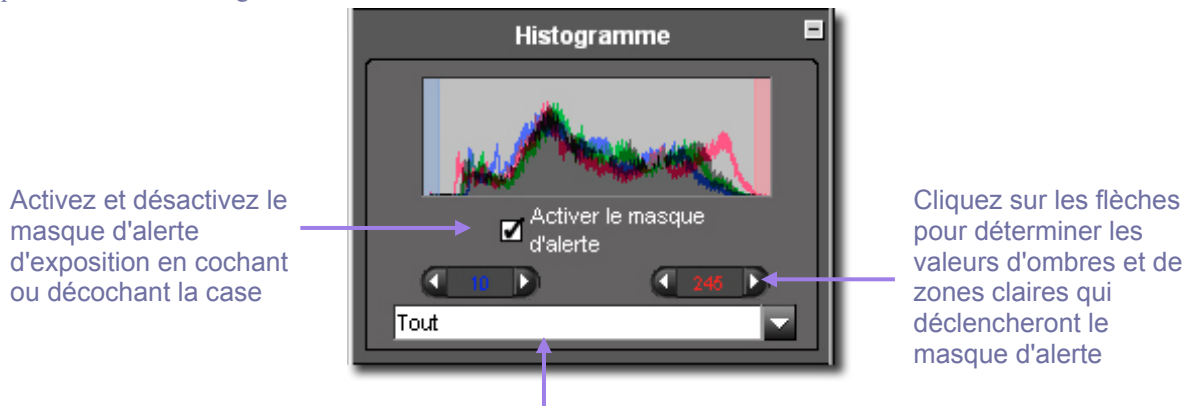 Histogramme
Activer le masque
d'alerte
10
245
Tout
Activez et désactivez le
masque d'alerte
d'exposition en cochant
ou décochant la case
Cliquez sur les flèches
pour déterminer les
valeurs d'ombres et de
zones claires qui
déclencheront le
masque d'alerte